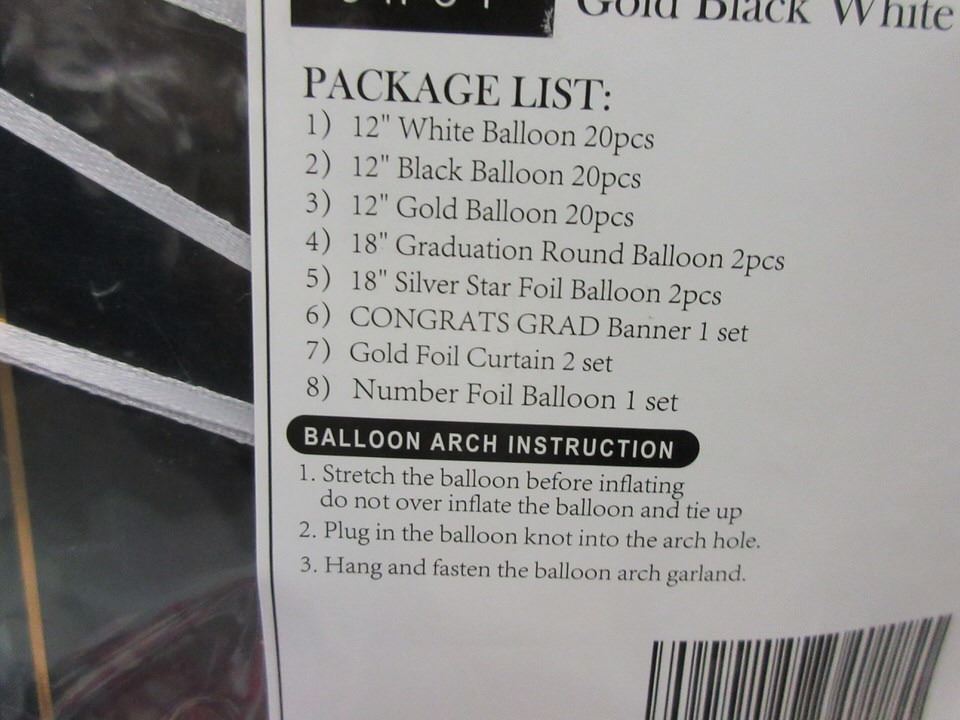 Gold Black White
PACKAGE LIST:
1) 12" White Balloon 20pcs
2) 12" Black Balloon 20pcs
3) 12" Gold Balloon 20pcs
4) 18" Graduation Round Balloon 2pcs
5) 18" Silver Star Foil Balloon 2pcs
6) CONGRATS GRAD Banner 1 set
7) Gold Foil Curtain 2 set
8) Number Foil Balloon 1 set
BALLOON ARCH INSTRUCTION
1. Stretch the balloon before inflating
do not over inflate the balloon and tie up
2. Plug in the balloon knot into the arch hole.
3. Hang and fasten the balloon arch garland.